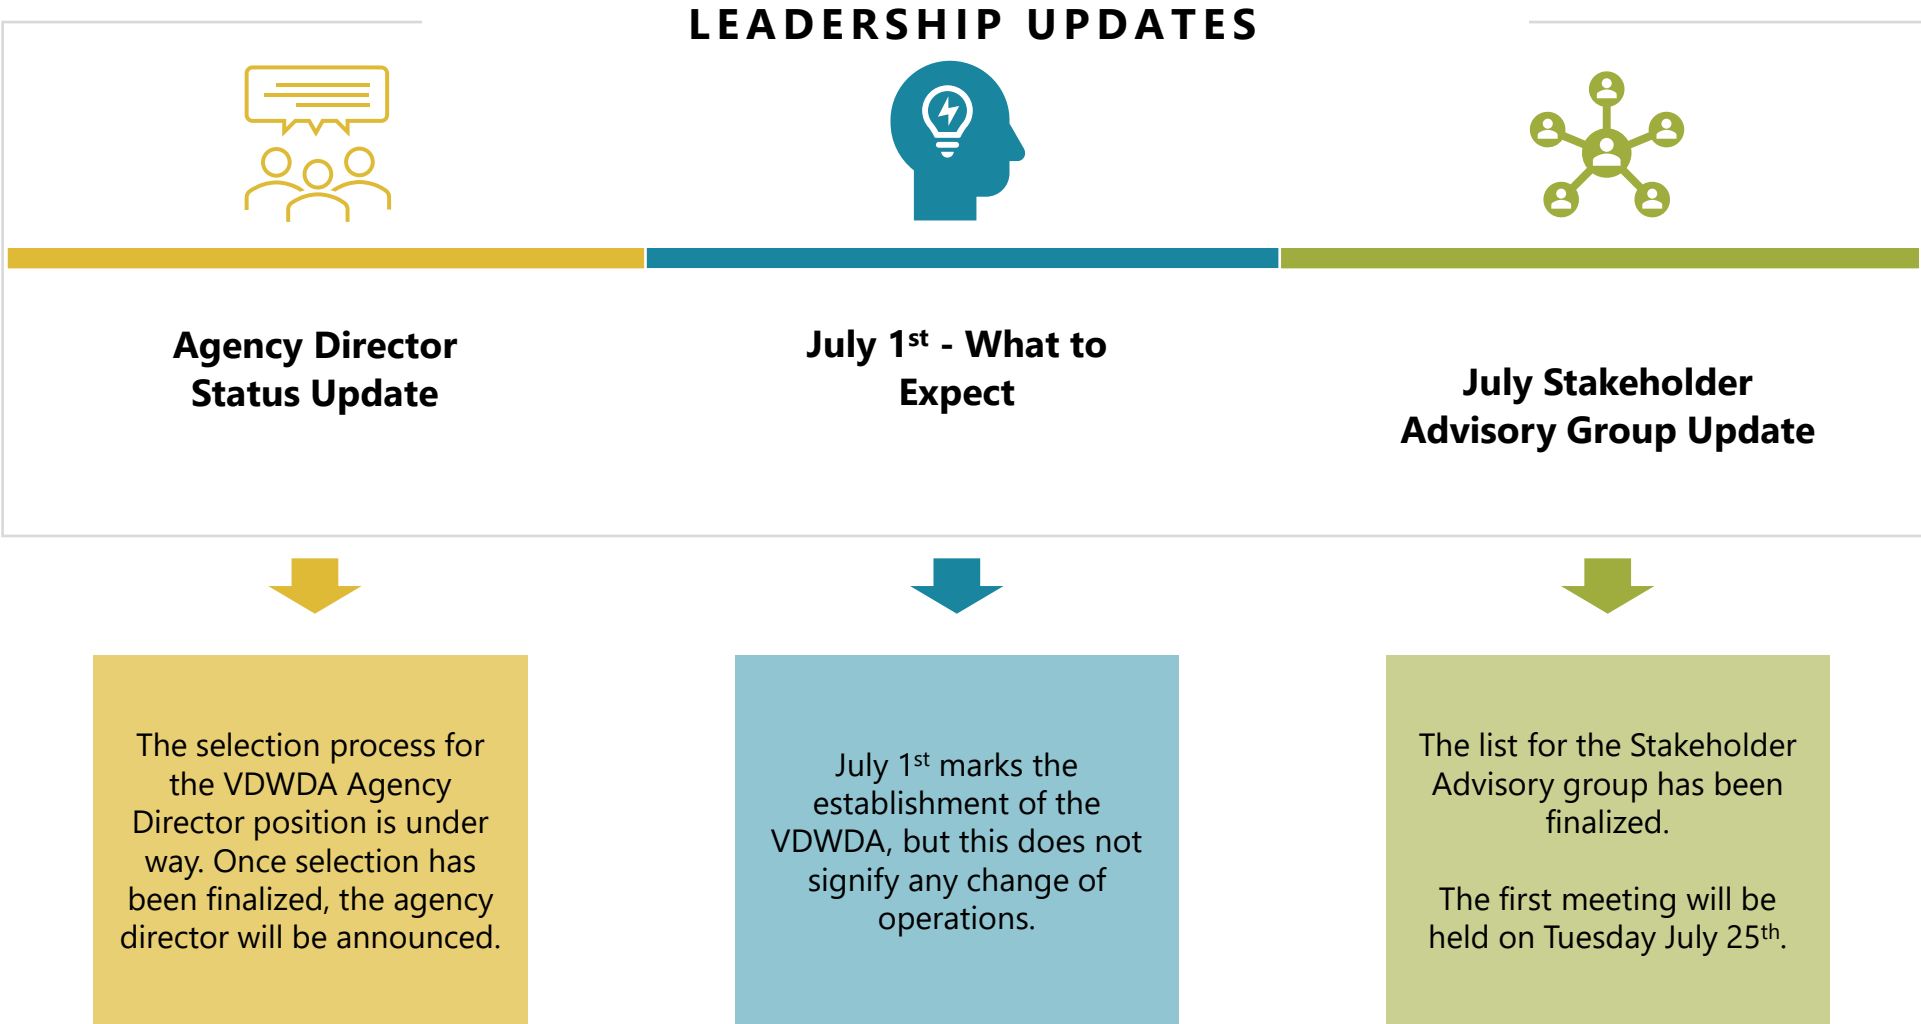 LEADERSHIP UPDATES
Agency Director
Status Update
July 1st - What to
Expect
July Stakeholder
Advisory Group Update
The selection process for
the VDWDA Agency
Director position is under
way. Once selection has
been finalized, the agency
director will be announced.
July 1st marks the
establishment of the
VDWDA, but this does not
signify any change of
operations.
The list for the Stakeholder
Advisory group has been
finalized.
The first meeting will be
held on Tuesday July 25th.